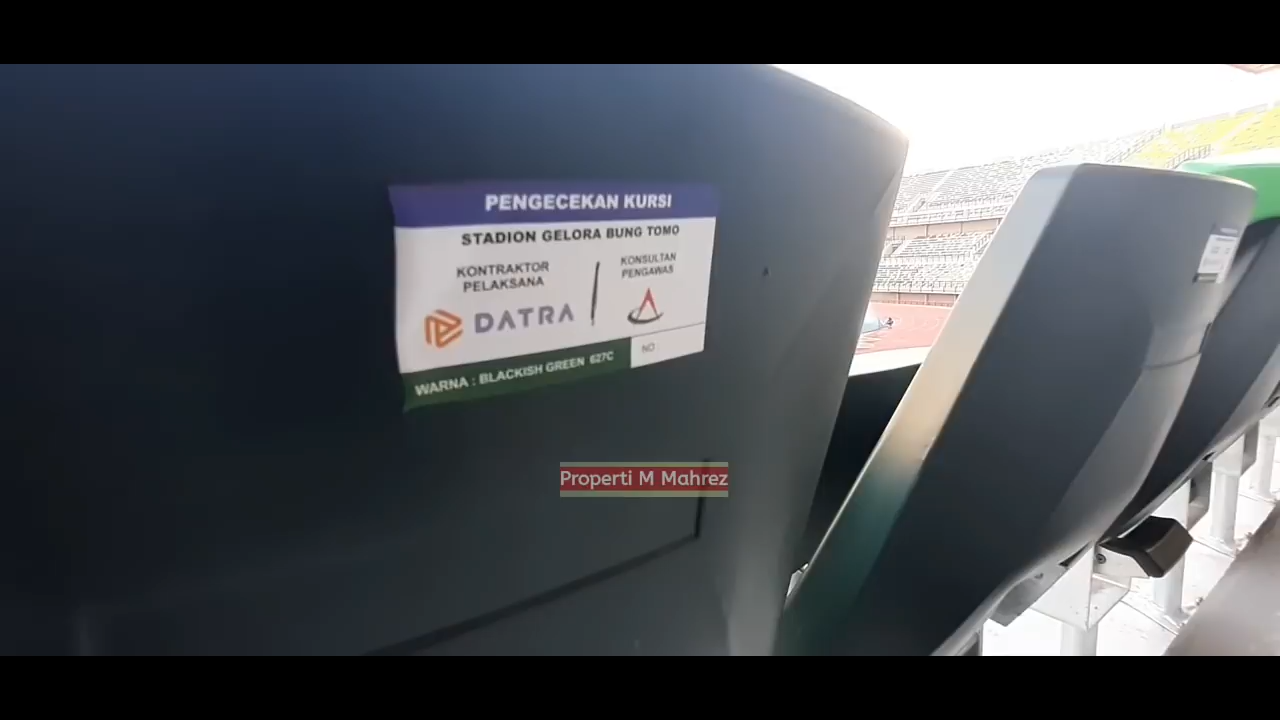 PENGECEKAN KURSI
STADION GELORA BUNG TOMO
KONTRAKTOR
PELAKSANA
KONSULTAN
PENGAWAS
DATRA
WARNA : BLACKISH GREEN 627C
NO
Properti M Mahrez